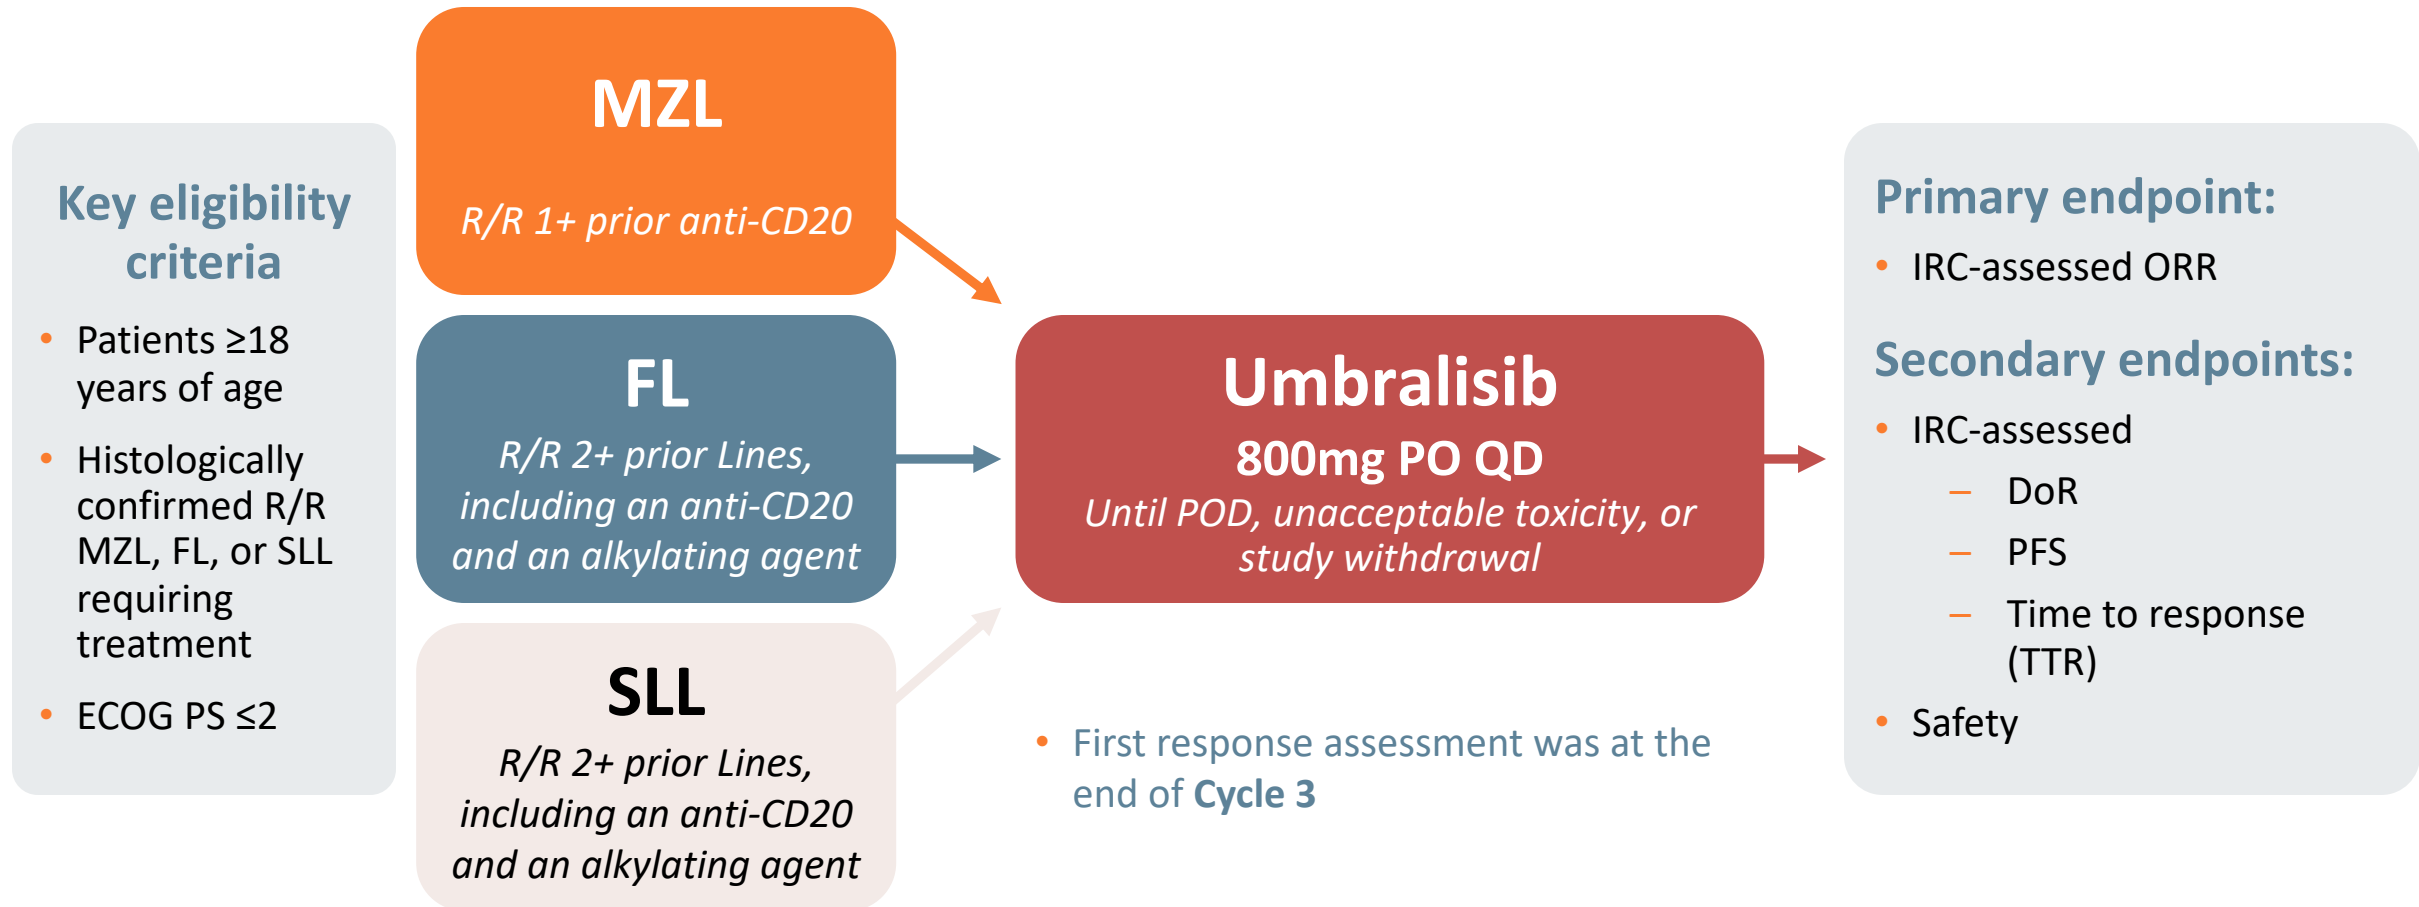 Key eligibility
criteria
• Patients ≥18
years of age
• Histologically
confirmed R/R
MZL, FL, or SLL
requiring
treatment
• ECOG PS ≤2
MZL
R/R 1+ prior anti-CD20
FL
R/R 2+ prior Lines,
including an anti-CD20
and an alkylating agent
SLL
R/R 2+ prior Lines,
including an anti-CD20
and an alkylating agent
Umbralisib
800mg PO QD
Until POD, unacceptable toxicity, or
study withdrawal
• First response assessment was at the
end of Cycle 3
Primary endpoint:
• IRC-assessed ORR
Secondary endpoints:
• IRC-assessed
– DoR
– PFS
– Time to response
(TTR)
• Safety